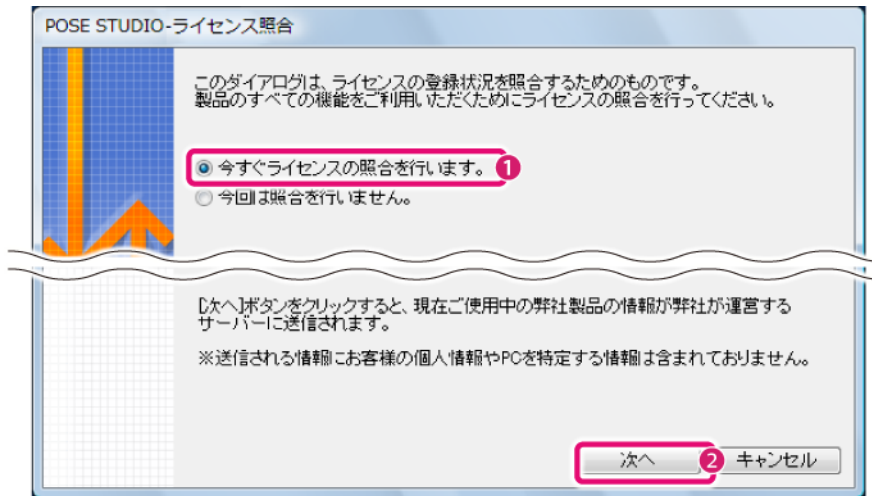 POSE STUDIO-ライセンス照合
このダイアログは、ライセンスの登録状況を照合するためのものです。
製品のすべての機能をご利用いただくためにライセンスの照合を行ってください。
今すぐライセンスの照合を行います。 1
今回は照合を行いません。
[次へ]ボタンをクリックすると、現在ご使用中の弊社製品の情報が弊社が運営する
サーバーに送信されます。
※送信される情報にお客様の個人情報やPCを特定する情報は含まれておりません。
次へ 2 キャンセル